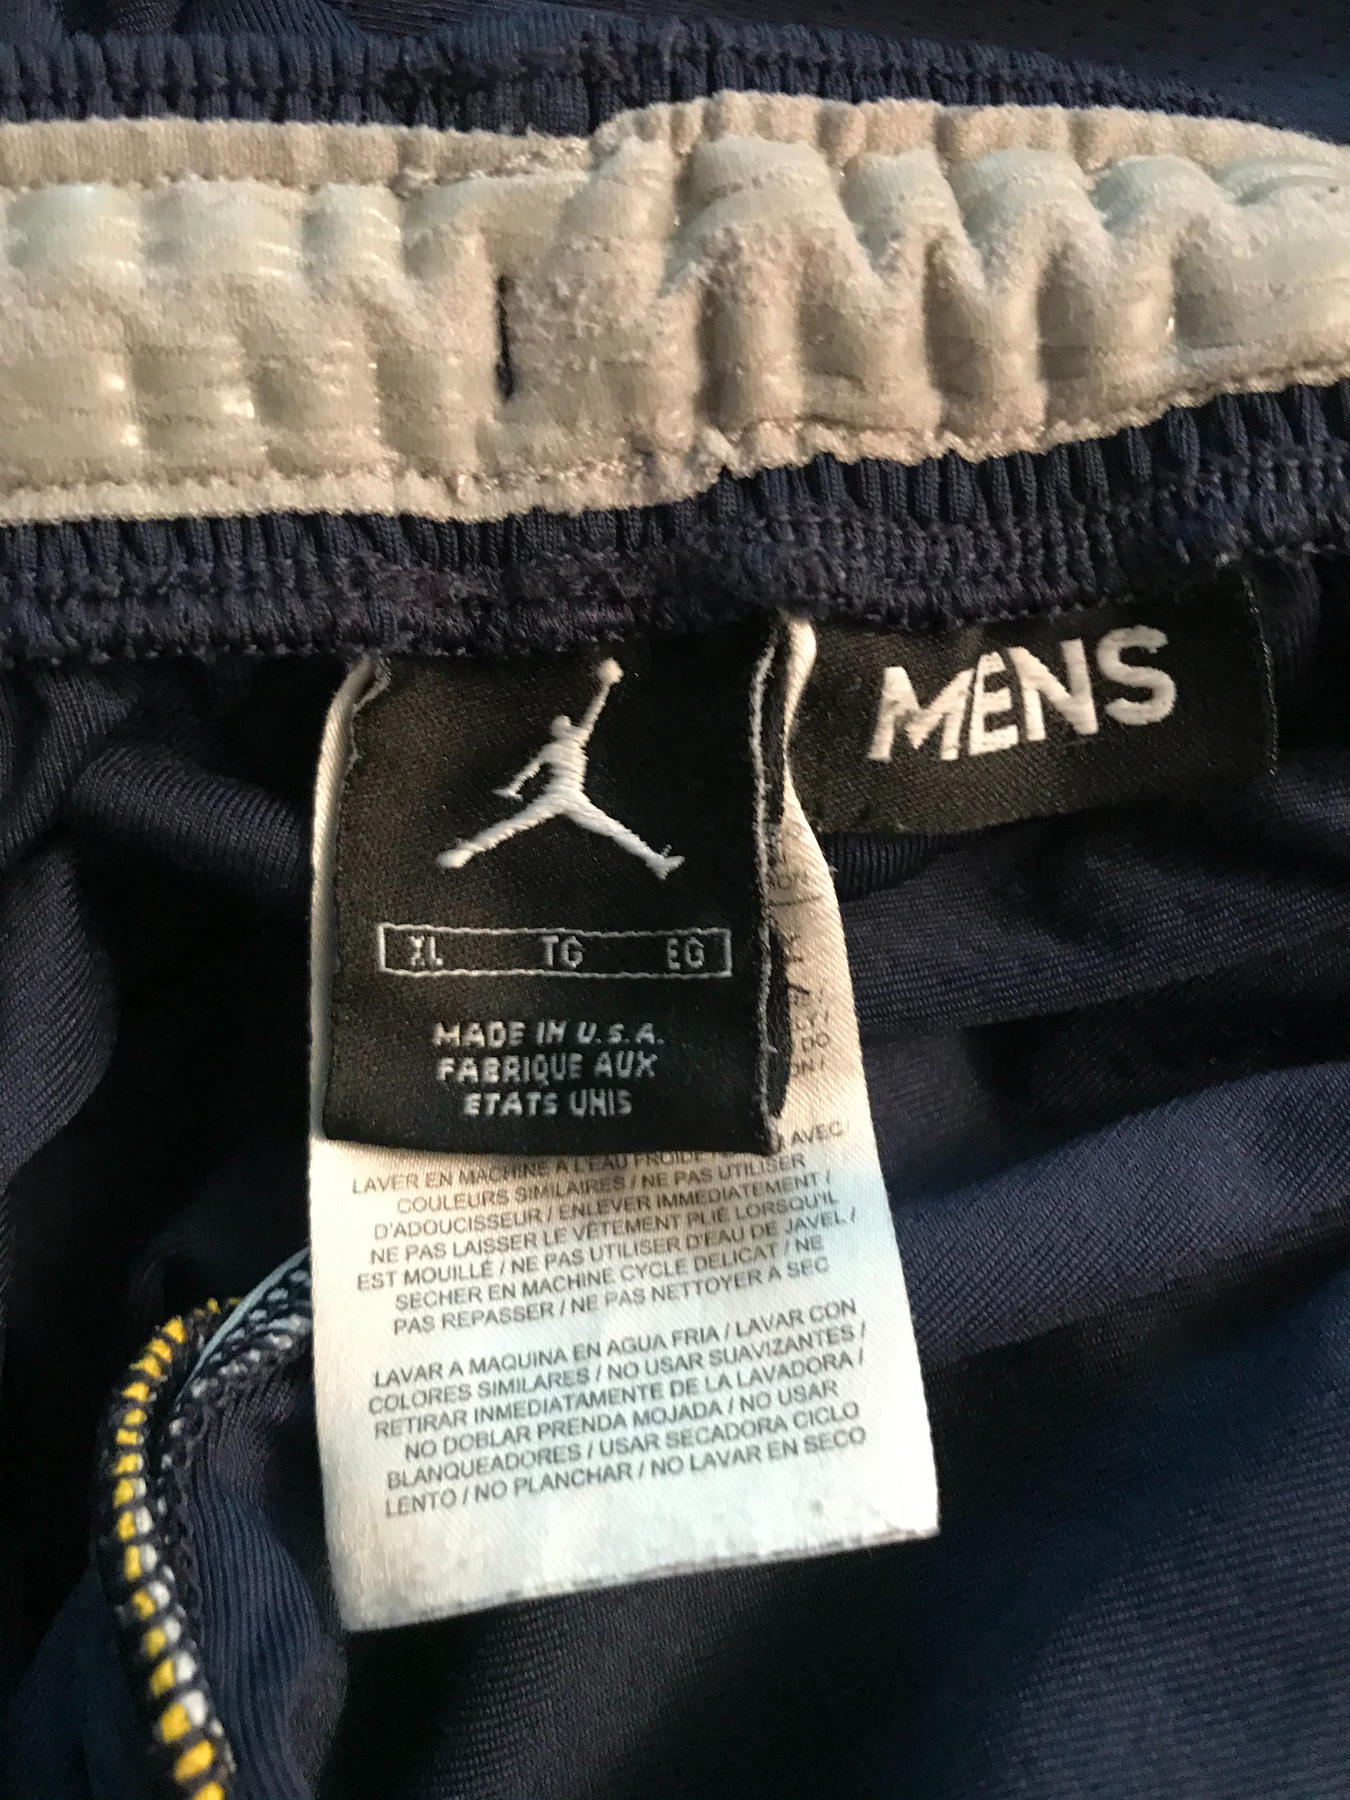 MENS
XL TG EG
MADE IN U.S.A.
FABRIQUE AUX
ETATS UNIS
LAVER EN MACHINE A L'EAU FROIDE AVEC
COULEURS SIMILAIRES / NE PAS UTILISER
D'ADOUCISSEUR / ENLEVER IMMEDIATEMENT /
NE PAS LAISSER LE VÊTEMENT PLIÉ LORSQU'IL
EST MOUILLÉ / NE PAS UTILISER D'EAU DE JAVEL /
SECHER EN MACHINE CYCLE DELICAT / NE
PAS REPASSER / NE PAS NETTOYER A SEC
LAVAR A MAQUINA EN AGUA FRIA / LAVAR CON
COLORES SIMILARES / NO USAR SUAVIZANTES /
RETIRAR INMEDIATAMENTE DE LA LAVADORA /
NO DOBLAR PRENDA MOJADA / NO USAR
BLANQUEADORES / USAR SECADORA CICLO
LENTO / NO PLANCHAR / NO LAVAR EN SECO